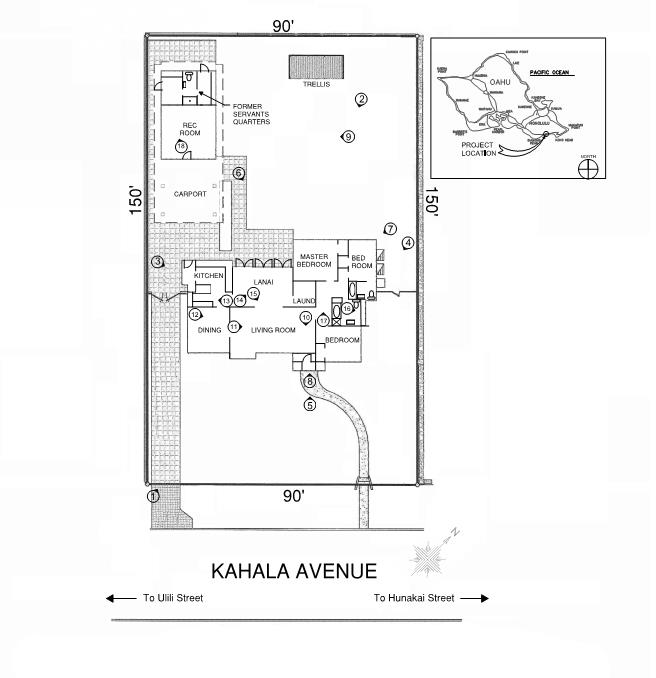 90'
TRELLIS
FORMER
SERVANTS
QUARTERS
REC
ROOM
18
2
9
6
CARPORT
150'
150'
7
4
3
MASTER
BEDROOM
BED
ROOM
KITCHEN
LANAI
LAUND
13
14
15
12
DINING
11
LIVING ROOM
10
17
16
BEDROOM
8
5
1
90'
KAHALA AVENUE
N
To Ulili Street
To Hunakai Street
OAHU
PACIFIC OCEAN
HONOLULU
PROJECT
LOCATION
NORTH